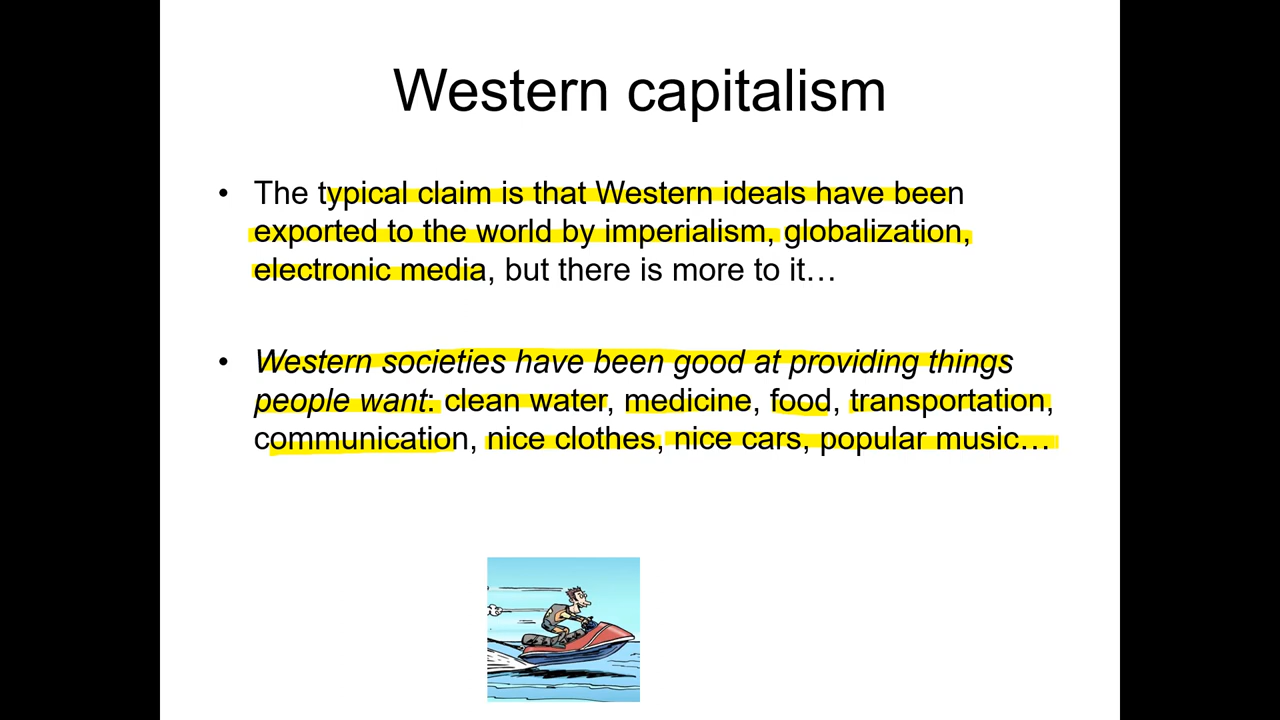 Western capitalism
• The typical claim is that Western ideals have been
exported to the world by imperialism, globalization,
electronic media, but there is more to it…
• Western societies have been good at providing things
people want: clean water, medicine, food, transportation,
communication, nice clothes, nice cars, popular music…